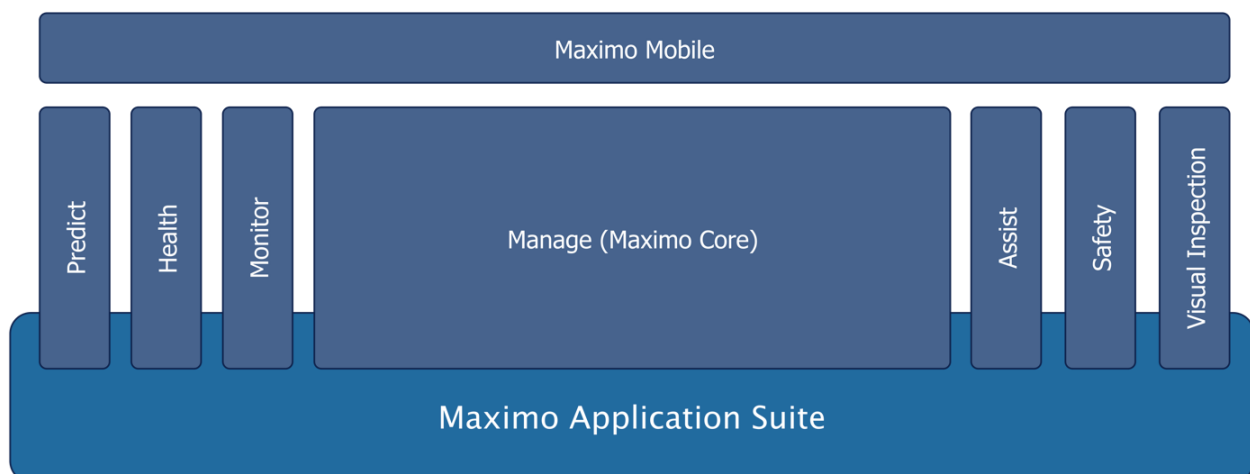 Maximo Mobile
Predict
Health
Monitor
Manage (Maximo Core)
Assist
Safety
Visual Inspection
Maximo Application Suite